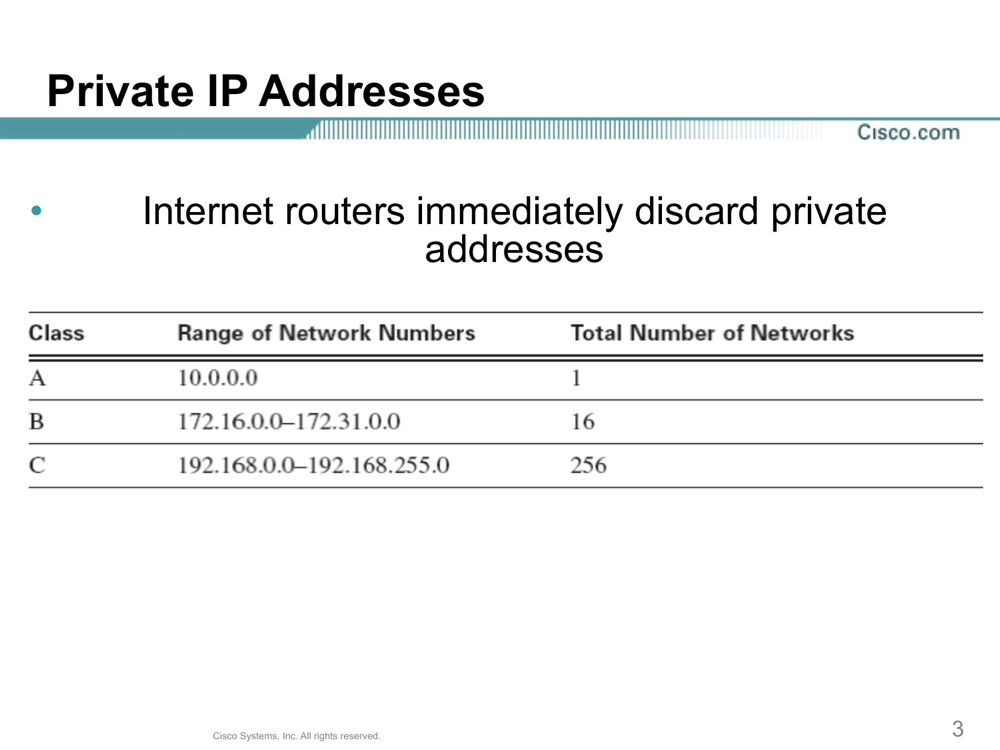 Private IP Addresses
Cisco.com
• Internet routers immediately discard private
addresses
Class Range of Network Numbers Total Number of Networks
A 10.0.0.0 1
B 172.16.0.0–172.31.0.0 16
C 192.168.0.0–192.168.255.0 256
Cisco Systems, Inc. All rights reserved.
3